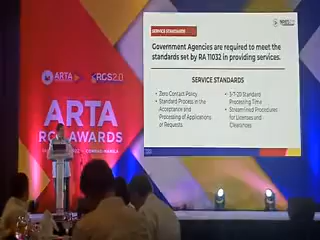 ARTA
RCS2.0
ARTA
AWARDS
CONRAD MANILA
SERVICE STANDARDS
Government Agencies are required to meet the
standards set by RA 11032 in providing services.
SERVICE STANDARDS
• Zero Contact Policy
• Standard Process in the
Acceptance and
Processing of Applications
or Requests
• 3-7-20 Standard
Processing Time
• Streamlined Procedures
for Licenses and
Clearances